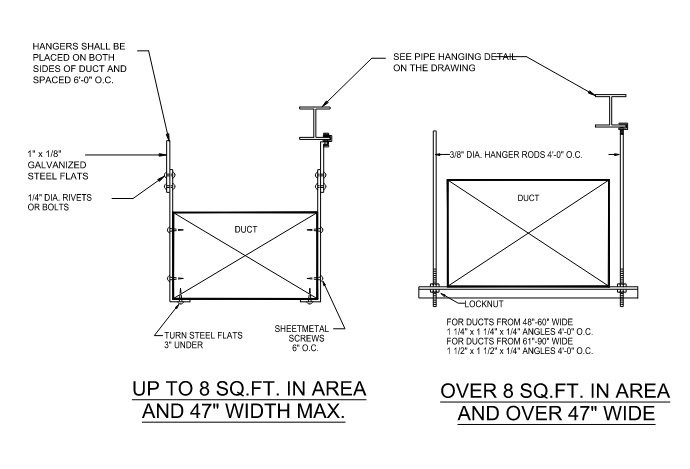 HANGERS SHALL BE
PLACED ON BOTH
SIDES OF DUCT AND
SPACED 6'-0" O.C.
SEE PIPE HANGING DETAIL
ON THE DRAWING
1" x 1/8"
GALVANIZED
STEEL FLATS
1/4" DIA. RIVETS
OR BOLTS
DUCT
TURN STEEL FLATS
3" UNDER
SHEETMETAL
SCREWS
6" O.C.
UP TO 8 SQ.FT. IN AREA
AND 47" WIDTH MAX.
3/8" DIA. HANGER RODS 4'-0" O.C.
DUCT
LOCKNUT
FOR DUCTS FROM 48"-60" WIDE
1 1/4" x 1 1/4" x 1/4" ANGLES 4'-0" O.C.
FOR DUCTS FROM 61"-90" WIDE
1 1/2" x 1 1/2" x 1/4" ANGLES 4'-0" O.C.
OVER 8 SQ.FT. IN AREA
AND OVER 47" WIDE